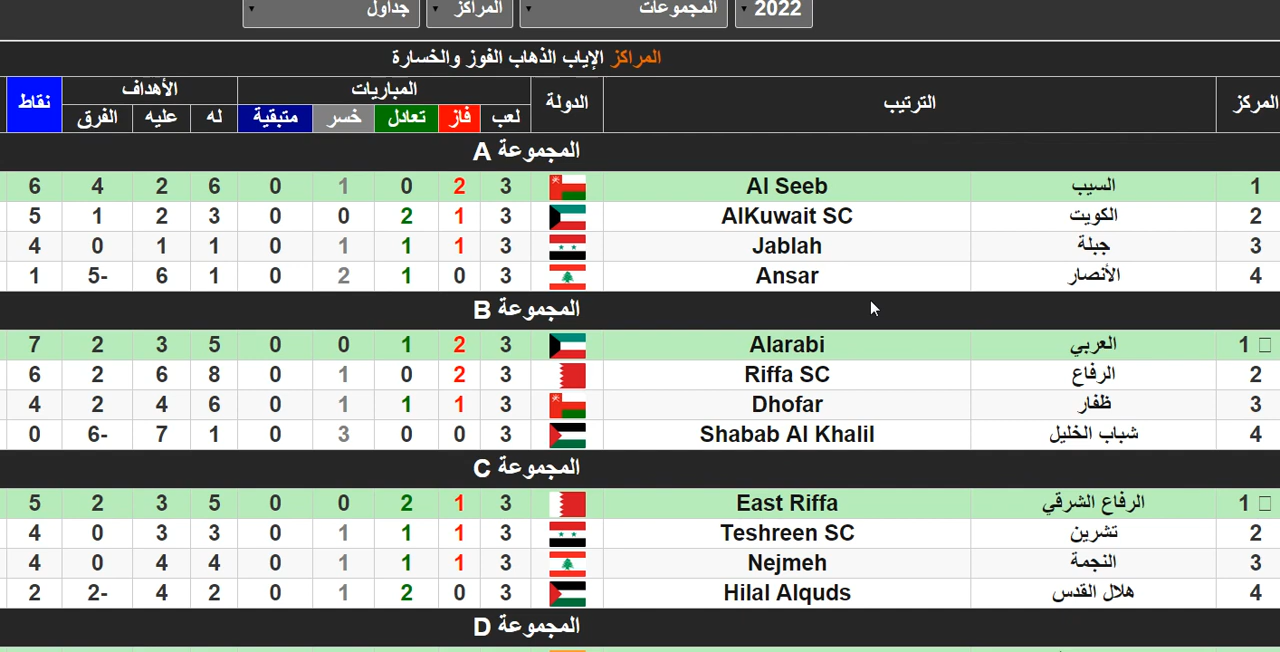 2022 المجموعات المراكز جداول
المراكز الإياب الذهاب الفوز والخسارة
المركز الترتيب الدولة المباريات الأهداف نقاط
لعب فاز تعادل خسر متبقية له عليه الفرق
المجموعة A
1 السيب Al Seeb 3 2 0 1 0 6 2 4 6
2 الكويت AlKuwait SC 3 1 2 0 0 3 2 1 5
3 جبلة Jablah 3 1 1 1 0 1 1 0 4
4 الأنصار Ansar 3 0 1 2 0 1 6 5- 1
المجموعة B
1 العربي Alarabi 3 2 1 0 0 5 3 2 7
2 الرفاع Riffa SC 3 2 0 1 0 8 6 2 6
3 ظفار Dhofar 3 1 1 1 0 6 4 2 4
4 شباب الخليل Shabab Al Khalil 3 0 0 3 0 1 7 6- 0
المجموعة C
1 الرفاع الشرقي East Riffa 3 1 2 0 0 5 3 2 5
2 تشرين Teshreen SC 3 1 1 1 0 3 3 0 4
3 النجمة Nejmeh 3 1 1 1 0 4 4 0 4
4 هلال القدس Hilal Alquds 3 0 2 1 0 2 4 2- 2
المجموعة D